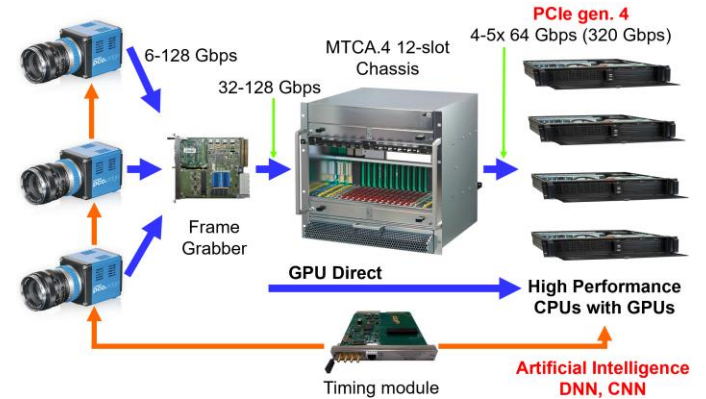 PCIe gen. 4
4-5x 64 Gbps (320 Gbps)
6-128 Gbps
MTCA.4 12-slot
Chassis
32-128 Gbps
Frame
Grabber
GPU Direct
High Performance
CPUs with GPUs
Artificial Intelligence
DNN, CNN
Timing module